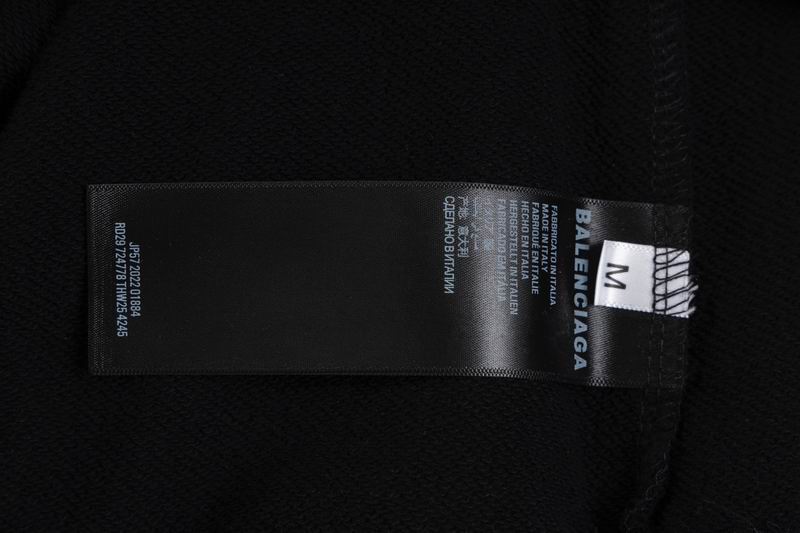 M
BALENCIAGA
FABBRICATO IN ITALIA
MADE IN ITALY
FABRIQUÉ EN ITALIE
HECHO EN ITALIA
HERGESTELLT IN ITALIEN
FABRICADO EN ITÁLIA
产地 意大利
СДЕЛАНО В ИТАЛИИ
JP57 2022 01884
RD29 724778 THW25 4245